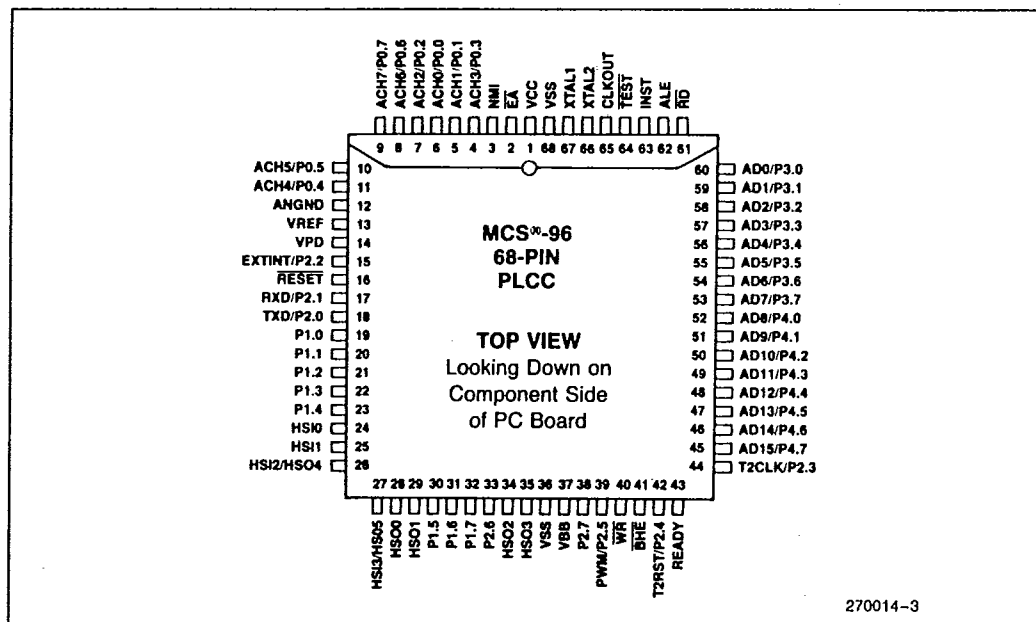 ACH7/P0.7
ACH6/P0.6
ACH2/P0.2
ACH0/P0.0
ACH1/P0.1
ACH3/P0.3
NMI
EA
VCC
VSS
XTAL1
XTAL2
CLKOUT
TEST
INST
ALE
RD
9 8 7 6 5 4 3 2 1 68 67 66 65 64 63 62 61
ACH5/P0.5 10
ACH4/P0.4 11
ANGND 12
VREF 13
VPD 14
EXTINT/P2.2 15
RESET 16
RXD/P2.1 17
TXD/P2.0 18
P1.0 19
P1.1 20
P1.2 21
P1.3 22
P1.4 23
HSI0 24
HSI1 25
HSI2/HSO4 26
MCS®-96
68-PIN
PLCC
TOP VIEW
Looking Down on
Component Side
of PC Board
60 AD0/P3.0
59 AD1/P3.1
58 AD2/P3.2
57 AD3/P3.3
56 AD4/P3.4
55 AD5/P3.5
54 AD6/P3.6
53 AD7/P3.7
52 AD8/P4.0
51 AD9/P4.1
50 AD10/P4.2
49 AD11/P4.3
48 AD12/P4.4
47 AD13/P4.5
46 AD14/P4.6
45 AD15/P4.7
44 T2CLK/P2.3
27 28 29 30 31 32 33 34 35 36 37 38 39 40 41 42 43
HSI3/HSO5
HSO0
HSO1
P1.5
P1.6
P1.7
P2.6
HSO2
HSO3
VSS
VBB
P2.7
PWM/P2.5
WR
BHE
T2RST/P2.4
READY
270014-3